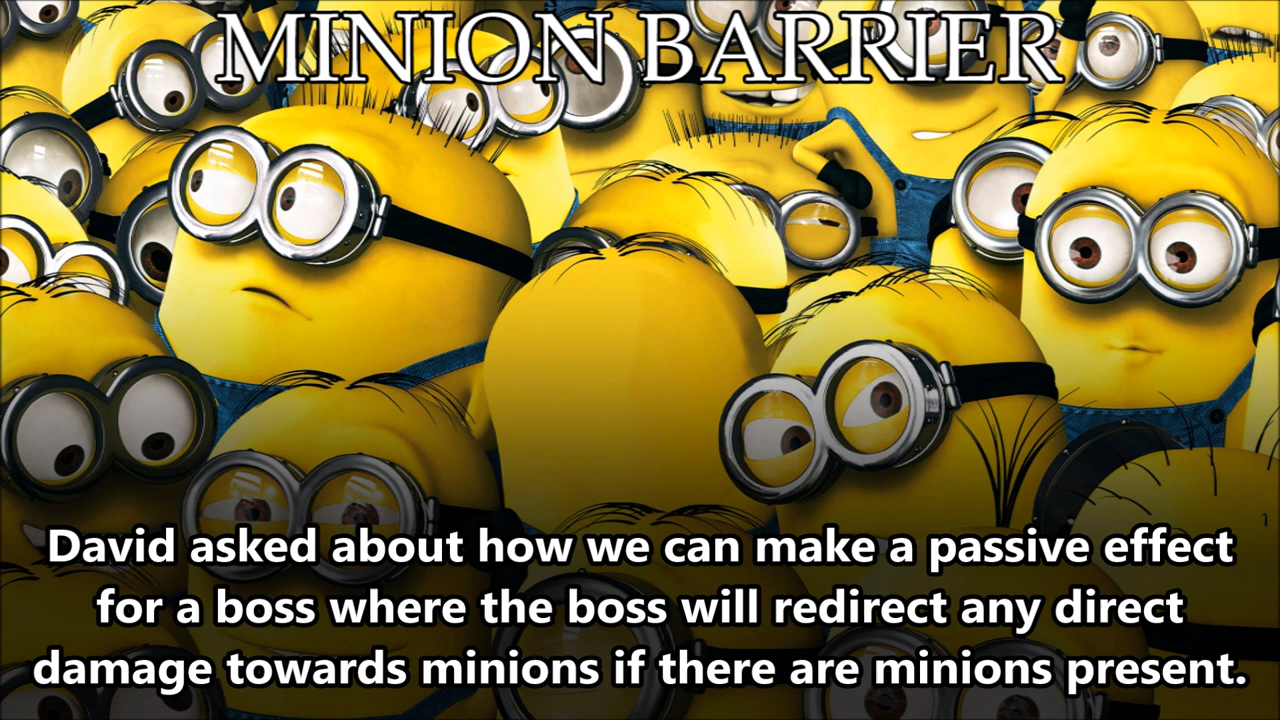 MINION BARRIER
David asked about how we can make a passive effect
for a boss where the boss will redirect any direct
damage towards minions if there are minions present.